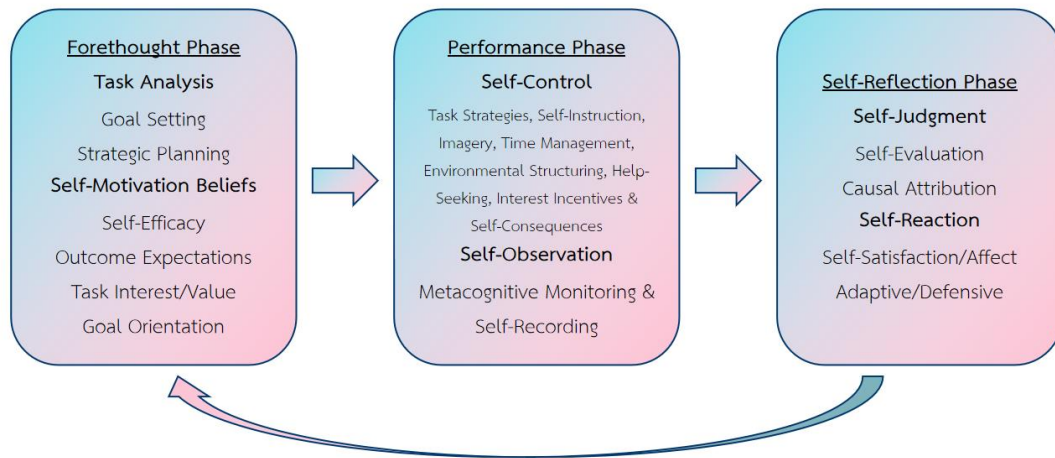 Forethought Phase
Task Analysis
Goal Setting
Strategic Planning
Self-Motivation Beliefs
Self-Efficacy
Outcome Expectations
Task Interest/Value
Goal Orientation
Performance Phase
Self-Control
Task Strategies, Self-Instruction,
Imagery, Time Management,
Environmental Structuring, Help-
Seeking, Interest Incentives &
Self-Consequences
Self-Observation
Metacognitive Monitoring &
Self-Recording
Self-Reflection Phase
Self-Judgment
Self-Evaluation
Causal Attribution
Self-Reaction
Self-Satisfaction/Affect
Adaptive/Defensive